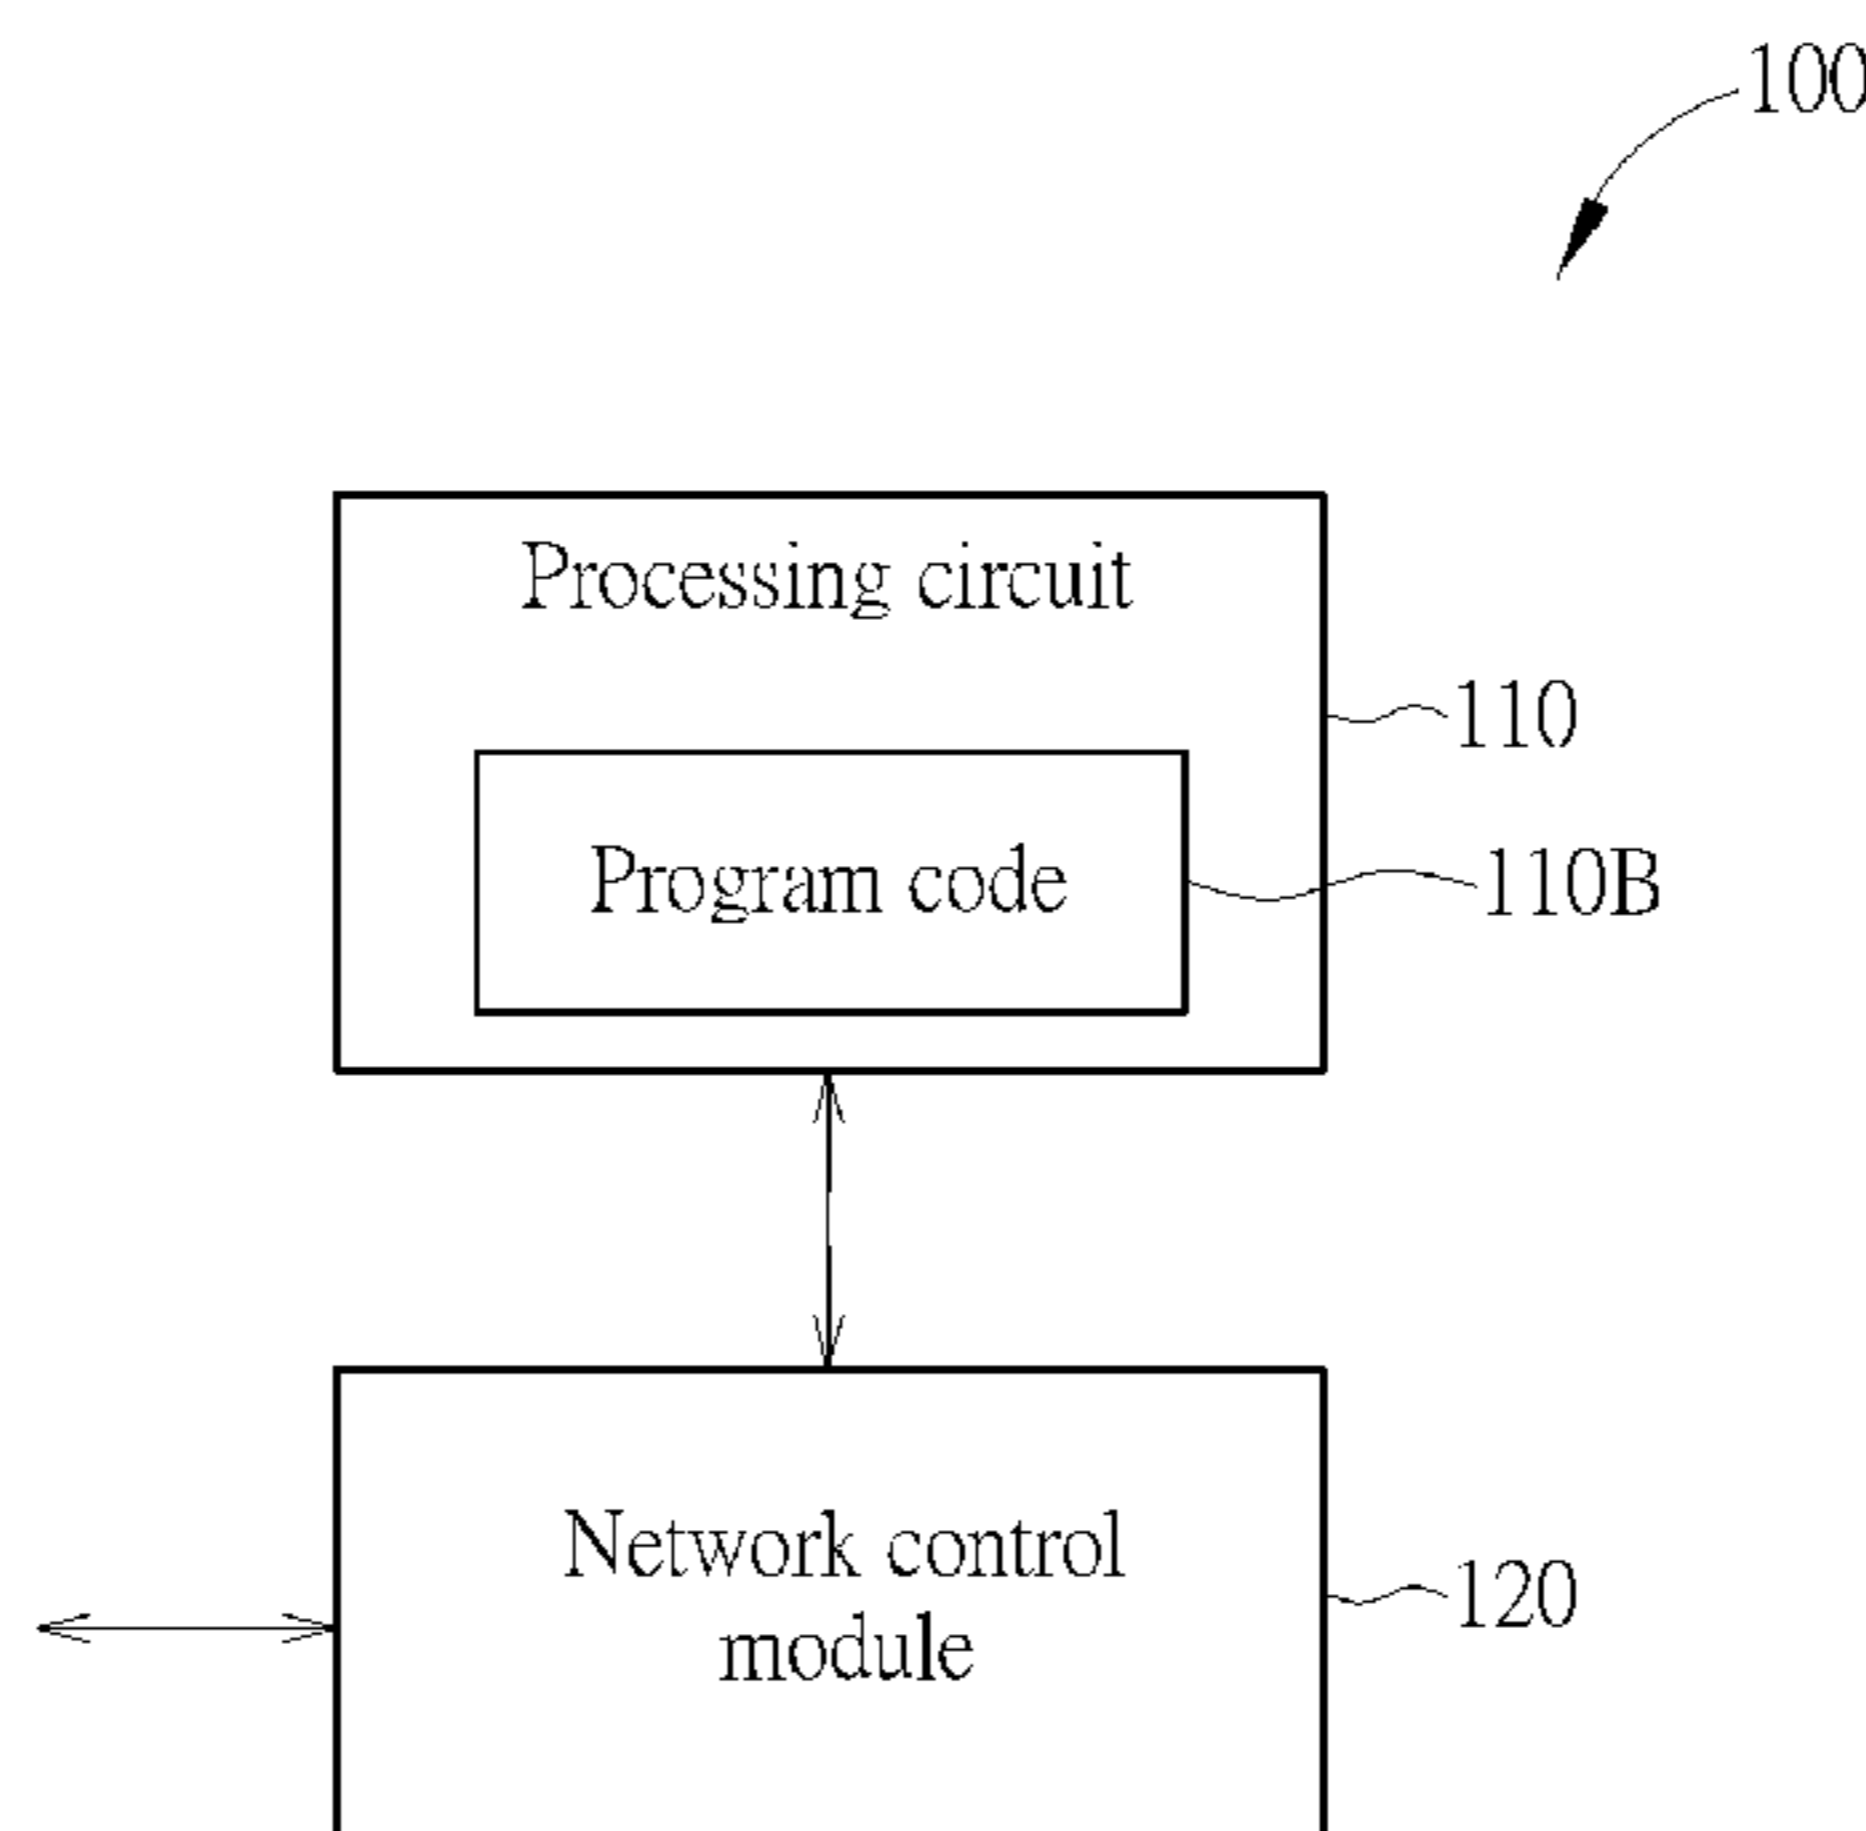 100
Processing circuit
110
Program code
110B
Network control
module
120